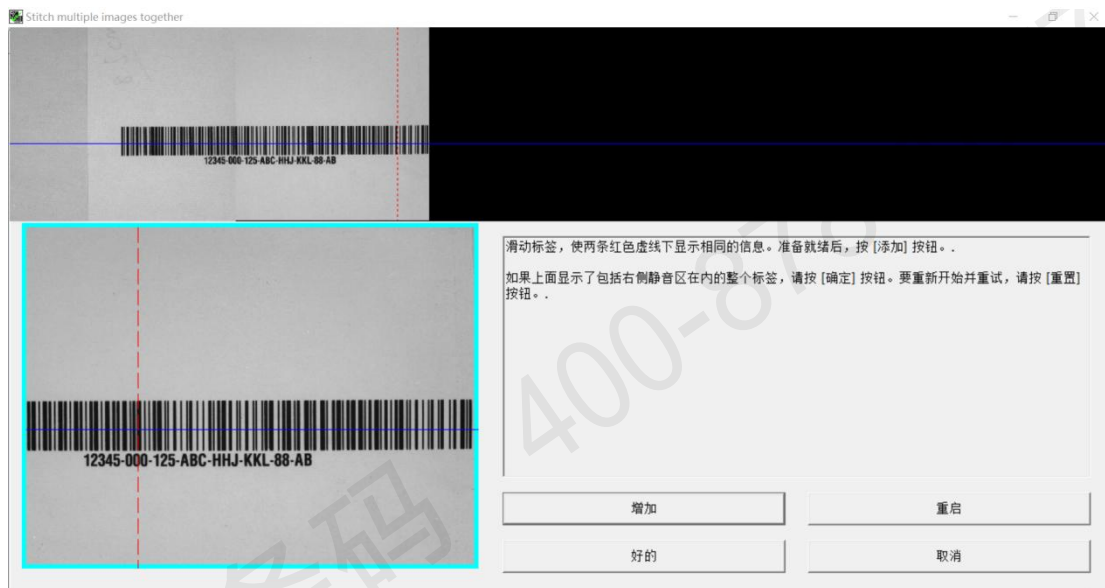 Stitch multiple images together
12345-000-125-ABC-HHJ-KKL-88-AB
12345-000-125-ABC-HHJ-KKL-88-AB
滑动标签，使两条红色虚线下显示相同的信息。准备就绪后，按 [添加] 按钮。.
如果上面显示了包括右侧静音区在内的整个标签，请按 [确定] 按钮。要重新开始并重试，请按 [重置]
按钮。.
增加
重启
好的
取消
400-878
条码